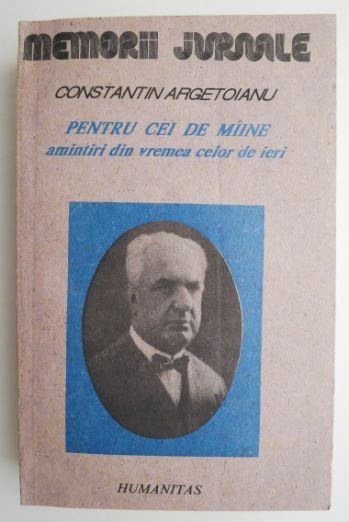 MEMORII JURNALE
CONSTANTIN ARGETOIANU
PENTRU CEI DE MÎINE
amintiri din vremea celor de ieri
HUMANITAS